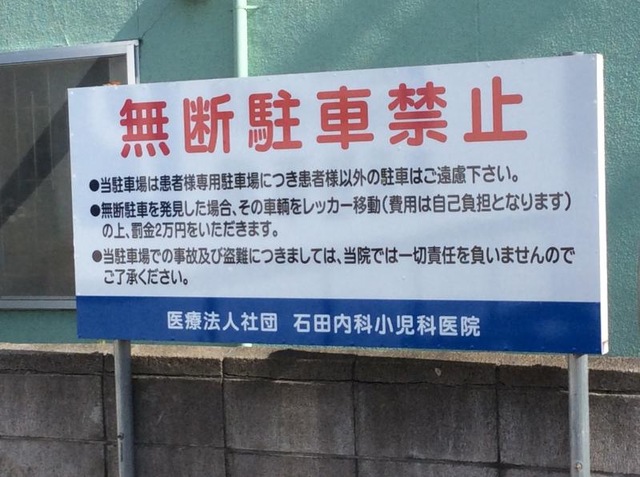 無断駐車禁止
●当駐車場は患者様専用駐車場につき患者様以外の駐車はご遠慮下さい。
●無断駐車を発見した場合、その車輌をレッカー移動(費用は自己負担となります)
の上、罰金2万円をいただきます。
●当駐車場での事故及び盗難につきましては、当院では一切責任を負いませんので
ご了承ください。
医療法人社団 石田内科小児科医院